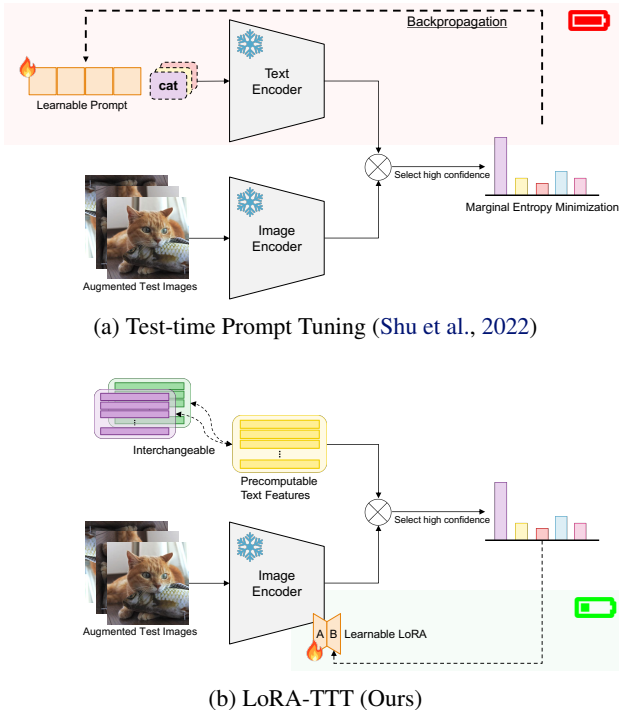 Backpropagation
Learnable Prompt
cat
Text
Encoder
Select high confidence
Marginal Entropy Minimization
Image
Encoder
Augmented Test Images
(a) Test-time Prompt Tuning (Shu et al., 2022)
Interchangeable
Precomputable
Text Features
Select high confidence
Image
Encoder
Augmented Test Images
A B Learnable LoRA
(b) LoRA-TTT (Ours)